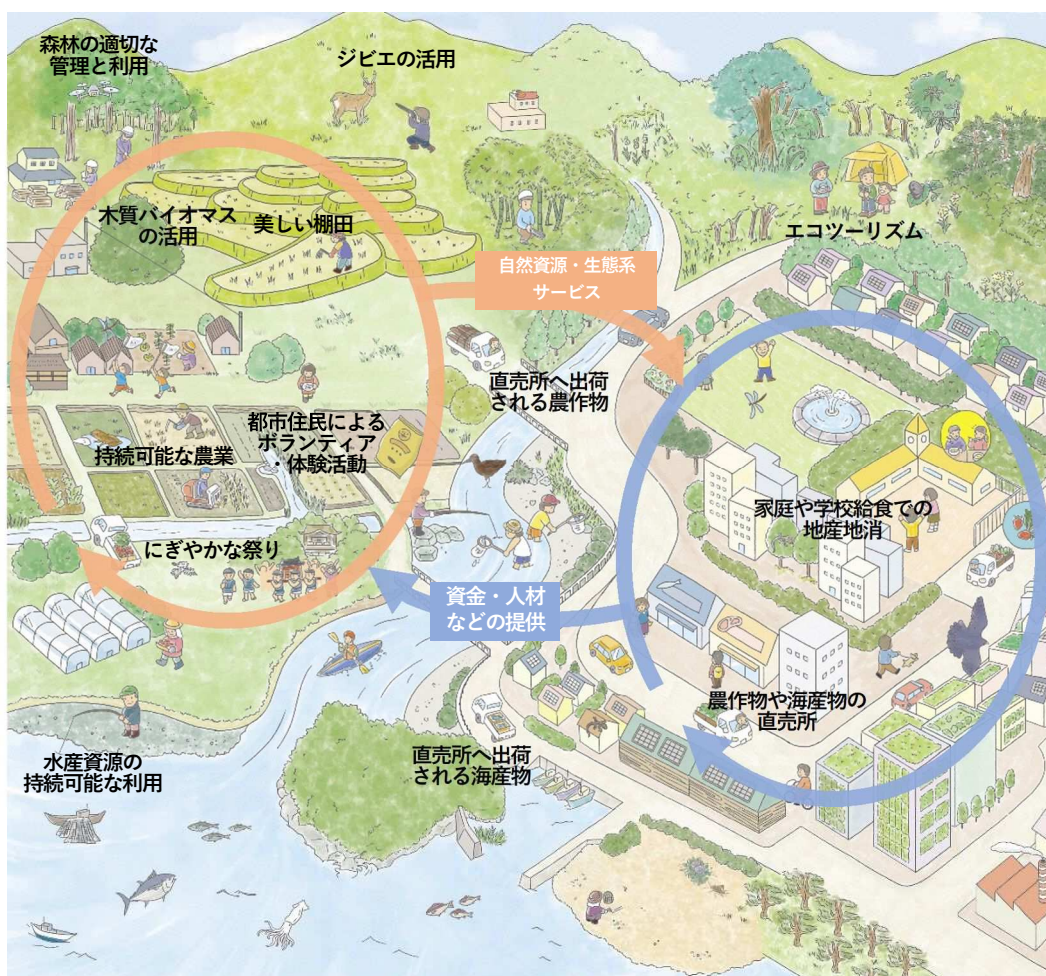 森林の適切な
管理と利用
ジビエの活用
木質バイオマス
の活用
美しい棚田
エコツーリズム
自然資源・生態系
サービス
直売所へ出荷
される農作物
都市住民による
ボランティア
・体験活動
持続可能な農業
家庭や学校給食での
地産地消
にぎやかな祭り
資金・人材
などの提供
農作物や海産物の
直売所
水産資源の
持続可能な利用
直売所へ出荷
される海産物